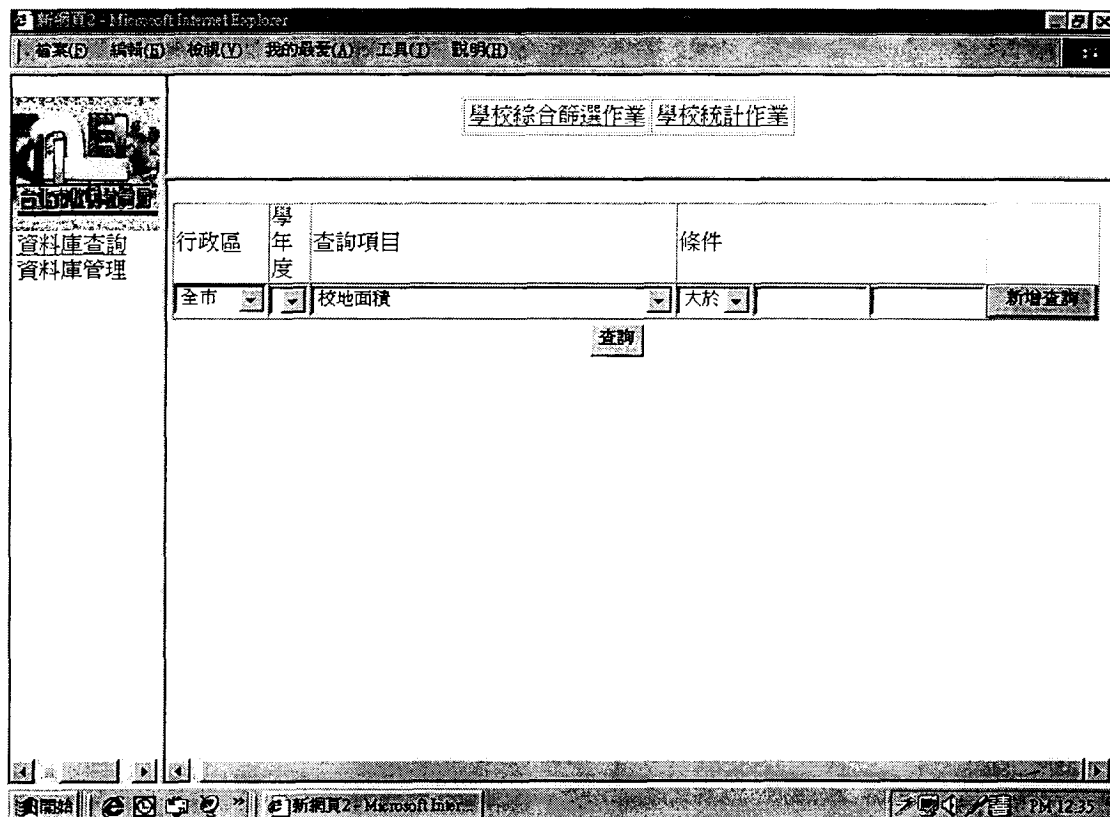 新網頁2 - Microsoft Internet Explorer
檔案(F) 編輯(E) 檢視(V) 我的最愛(A) 工具(T) 說明(H)
學校綜合篩選作業 學校統計作業
資料庫查詢
資料庫管理
行政區 學年度 查詢項目 條件
全市 校地面積 大於 新增查詢
查詢
開始 新網頁2 - Microsoft Inter... PM 12:35